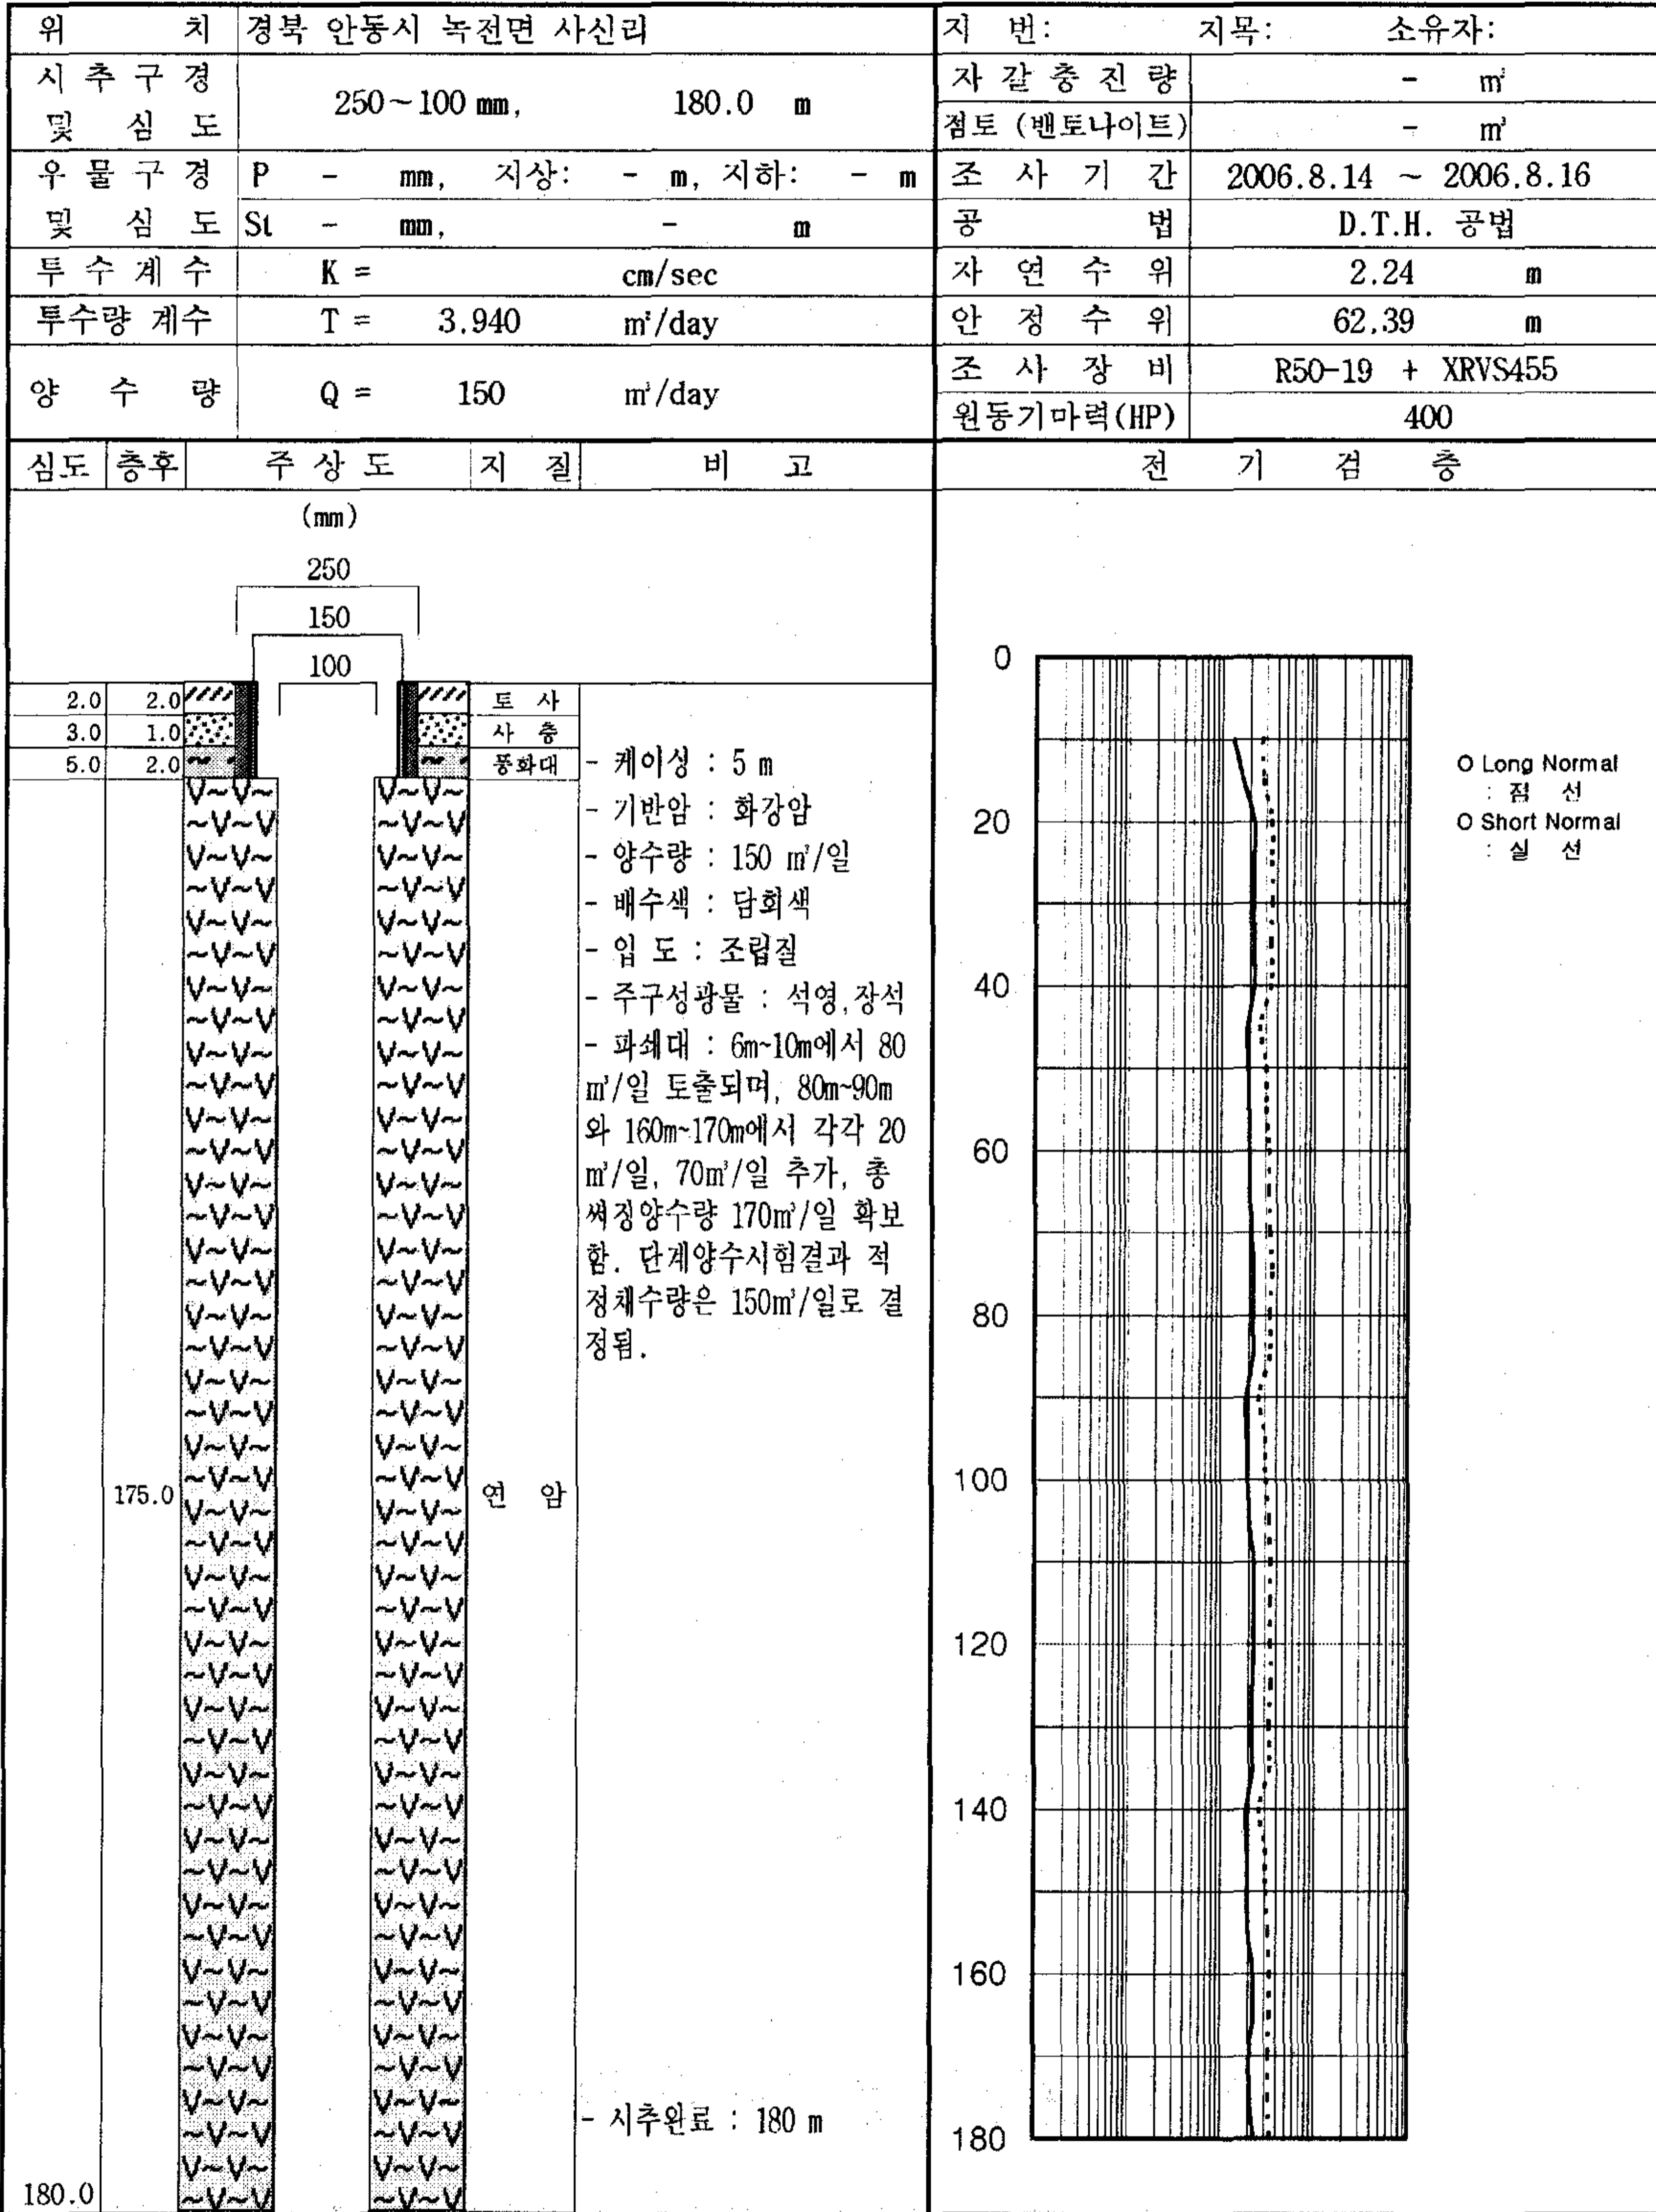 위 치 경북 안동시 녹전면 사신리
지 번: 지목: 소유자:
시 추 구 경
및 심 도
250~100 ㎜, 180.0 m
자 갈 충 진 량 - ㎥
점토 (밴토나이트) - ㎥
우 물 구 경
및 심 도
P - ㎜, 지상: - m, 지하: - m
St - ㎜, - m
조 사 기 간 2006.8.14 ~ 2006.8.16
공 법 D.T.H. 공법
투 수 계 수 K = cm/sec
자 연 수 위 2.24 m
투수량 계수 T = 3.940 ㎡/day
안 정 수 위 62.39 m
양 수 량 Q = 150 ㎥/day
조 사 장 비 R50-19 + XRVS455
원동기마력(HP) 400
심도 층후 주 상 도 지 질 비 고
전 기 검 층
(㎜)
250
150
100
2.0 2.0 토 사
3.0 1.0 사 층
5.0 2.0 풍화대
175.0 연 암
180.0
- 케이싱 : 5 m
- 기반암 : 화강암
- 양수량 : 150 ㎥/일
- 배수색 : 담회색
- 입 도 : 조립질
- 주구성광물 : 석영,장석
- 파쇄대 : 6m~10m에서 80
㎥/일 토출되며, 80m~90m
와 160m~170m에서 각각 20
㎥/일, 70㎥/일 추가, 총
써징양수량 170㎥/일 확보
함. 단계양수시험결과 적
정채수량은 150㎥/일로 결
정됨.
- 시추완료 : 180 m
0
20
40
60
80
100
120
140
160
180
O Long Normal
: 점 선
O Short Normal
: 실 선